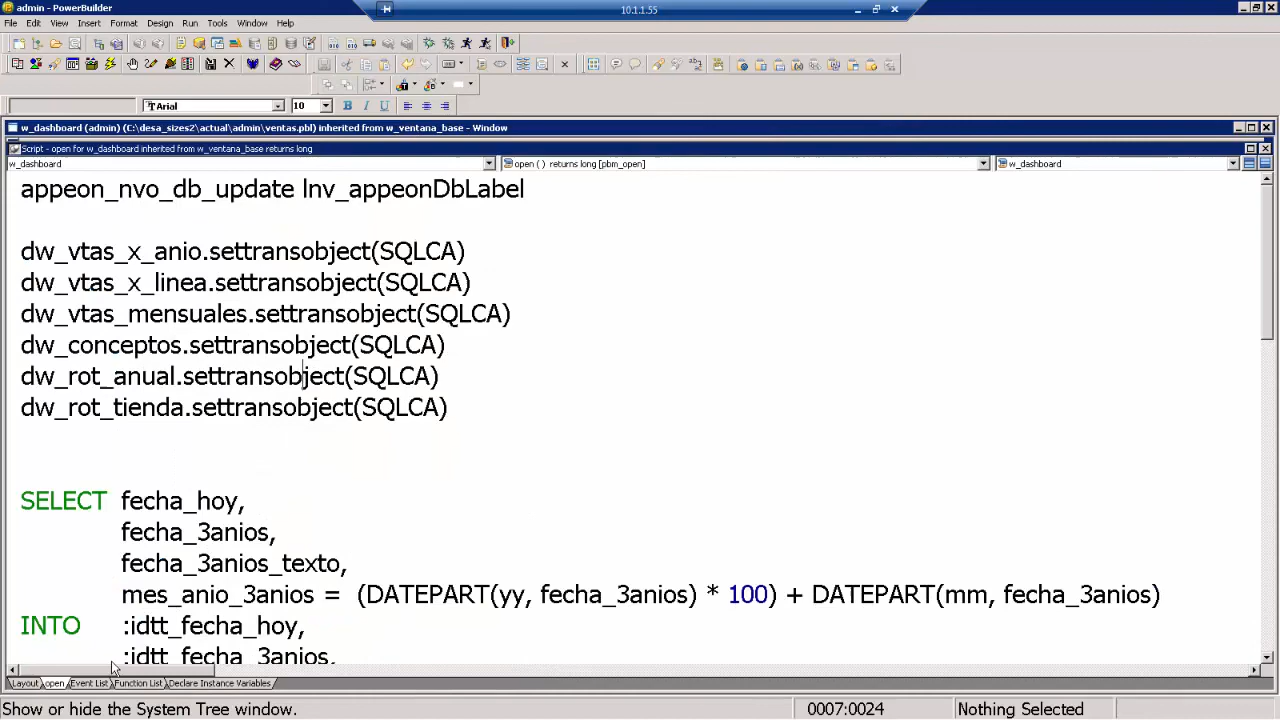 admin - PowerBuilder
10.1.1.55
File Edit View Insert Format Design Run Tools Window Help
Arial 10 B I U
w_dashboard (admin) (C:\desa_sizes2\actual\admin\ventas.pbl) inherited from w_ventana_base - Window
Script - open for w_dashboard inherited from w_ventana_base returns long
w_dashboard open ( ) returns long [pbm_open] w_dashboard
appeon_nvo_db_update lnv_appeonDbLabel
dw_vtas_x_anio.settransobject(SQLCA)
dw_vtas_x_linea.settransobject(SQLCA)
dw_vtas_mensuales.settransobject(SQLCA)
dw_conceptos.settransobject(SQLCA)
dw_rot_anual.settransobject(SQLCA)
dw_rot_tienda.settransobject(SQLCA)
SELECT fecha_hoy,
fecha_3anios,
fecha_3anios_texto,
mes_anio_3anios = (DATEPART(yy, fecha_3anios) * 100) + DATEPART(mm, fecha_3anios)
INTO :idtt_fecha_hoy,
:idtt_fecha_3anios,
Layout open Event List Function List Declare Instance Variables
Show or hide the System Tree window. 0007:0024 Nothing Selected